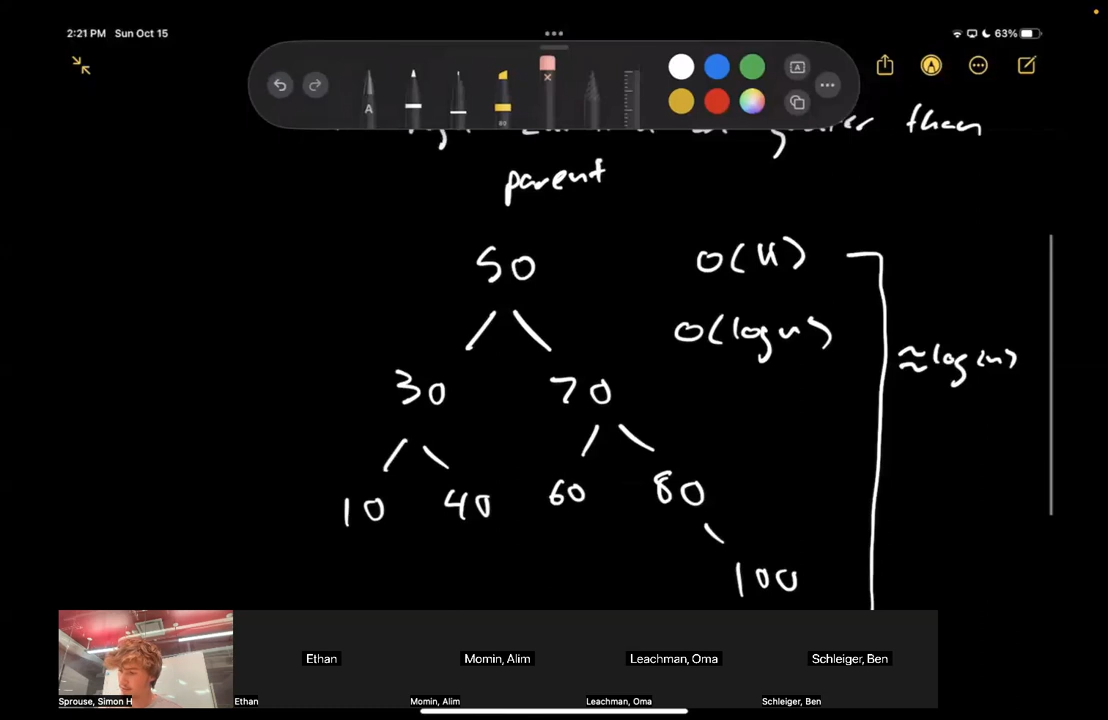 2:21 PM Sun Oct 15
63%
A
80
than
parent
50
O(n)
O(log n)
≈log(n)
30 70
10 40 60 80
100
Ethan
Momin, Alim
Leachman, Oma
Schleiger, Ben
Sprouse, Simon H
Ethan
Momin, Alim
Leachman, Oma
Schleiger, Ben